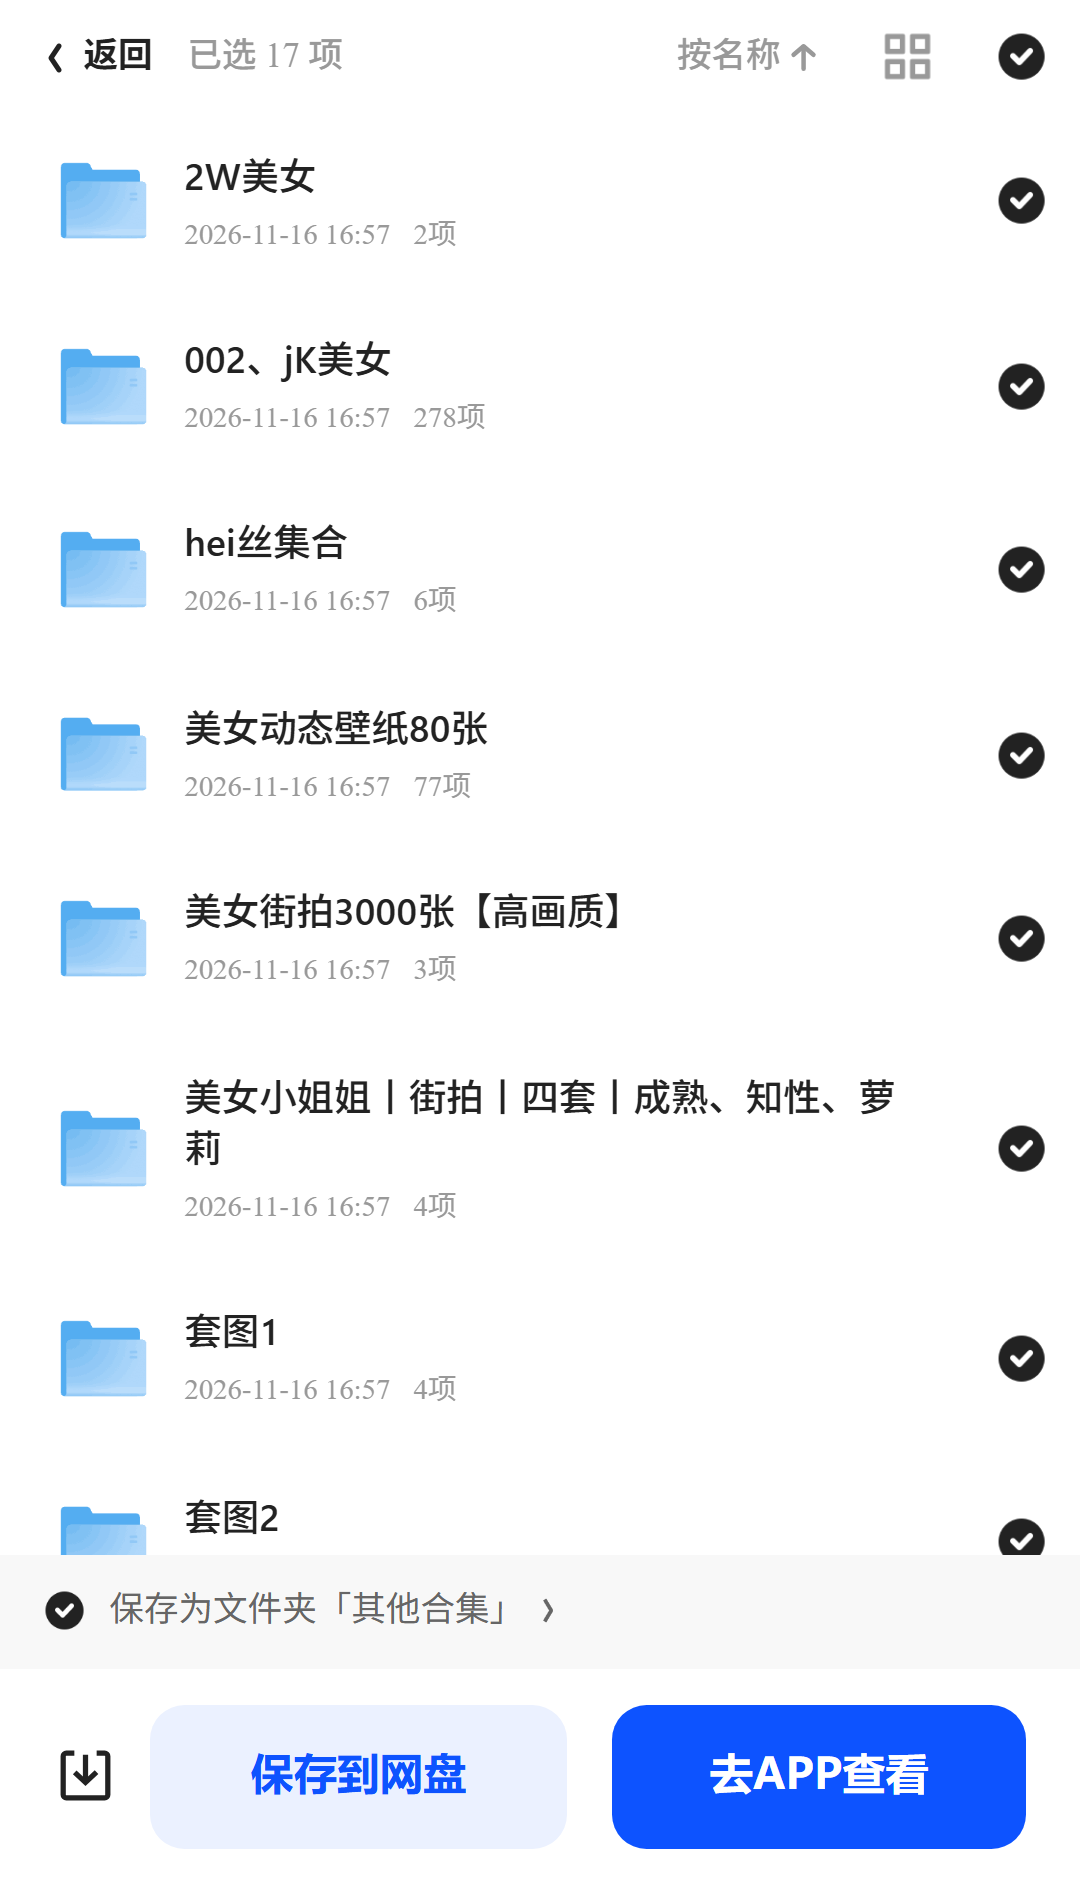 返回 已选 17 项 按名称
2W美女
2026-11-16 16:57 2项
002、jK美女
2026-11-16 16:57 278项
hei丝集合
2026-11-16 16:57 6项
美女动态壁纸80张
2026-11-16 16:57 77项
美女街拍3000张【高画质】
2026-11-16 16:57 3项
美女小姐姐丨街拍丨四套丨成熟、知性、萝
莉
2026-11-16 16:57 4项
套图1
2026-11-16 16:57 4项
套图2
保存为文件夹「其他合集」
保存到网盘 去APP查看